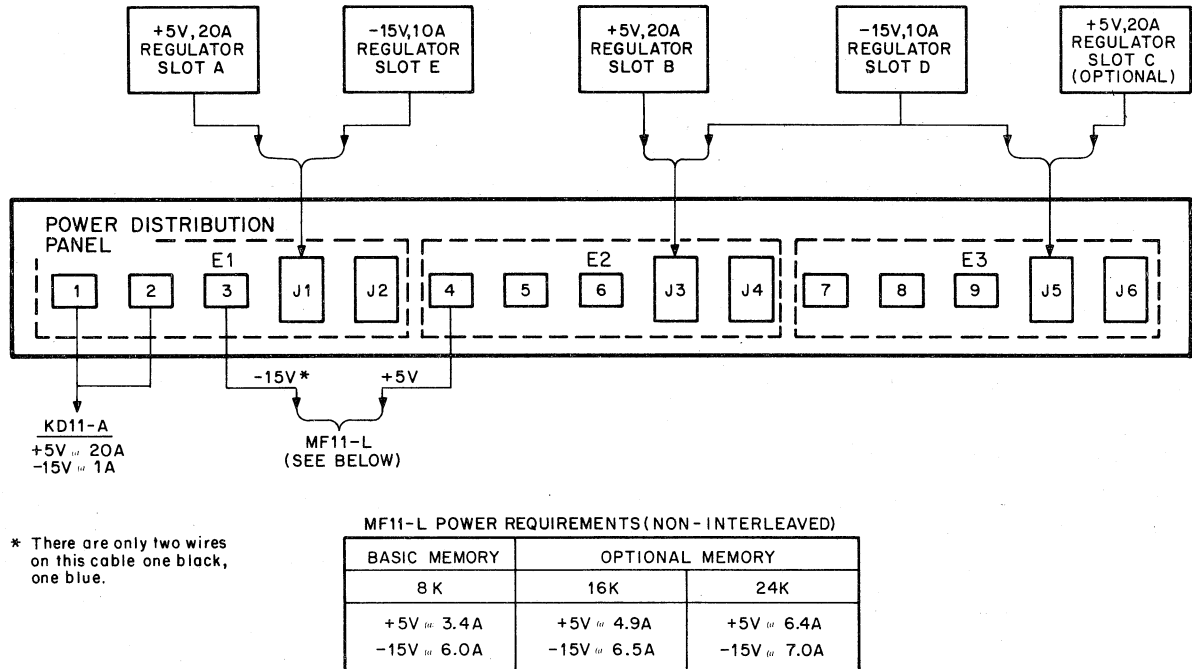 +5V, 20A
REGULATOR
SLOT A
-15V, 10A
REGULATOR
SLOT E
+5V, 20A
REGULATOR
SLOT B
-15V, 10A
REGULATOR
SLOT D
+5V, 20A
REGULATOR
SLOT C
(OPTIONAL)
POWER DISTRIBUTION
PANEL
E1
1
2
3
J1
J2
E2
4
5
6
J3
J4
E3
7
8
9
J5
J6
-15V*
+5V
KD11-A
+5V @ 20A
-15V @ 1A
MF11-L
(SEE BELOW)
* There are only two wires
on this cable one black,
one blue.
MF11-L POWER REQUIREMENTS (NON-INTERLEAVED)
BASIC MEMORY OPTIONAL MEMORY
8K 16K 24K
+5V @ 3.4A +5V @ 4.9A +5V @ 6.4A
-15V @ 6.0A -15V @ 6.5A -15V @ 7.0A